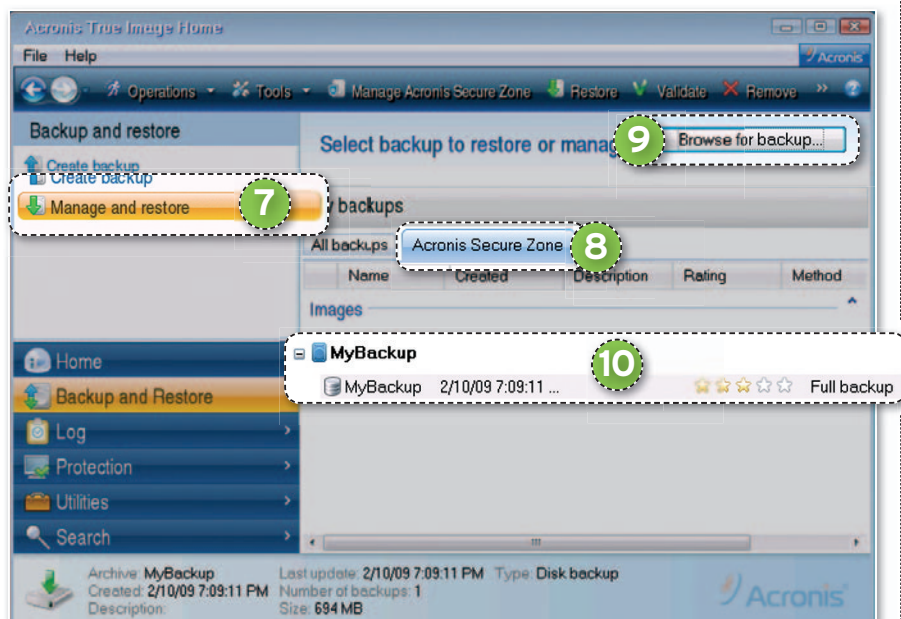 Acronis True Image Home
File Help
Acronis
Operations Tools Manage Acronis Secure Zone Restore Validate Remove »
Backup and restore
Create backup
Create backup
Manage and restore
7
Select backup to restore or manag
9
Browse for backup...
y backups
All backups Acronis Secure Zone
8
Name Created Description Rating Method
Images
MyBackup
10
MyBackup 2/10/09 7:09:11 ... Full backup
Home
Backup and Restore
Log
Protection
Utilities
Search
Archive: MyBackup Last update: 2/10/09 7:09:11 PM Type: Disk backup
Created: 2/10/09 7:09:11 PM Number of backups: 1
Description: Size: 694 MB
Acronis